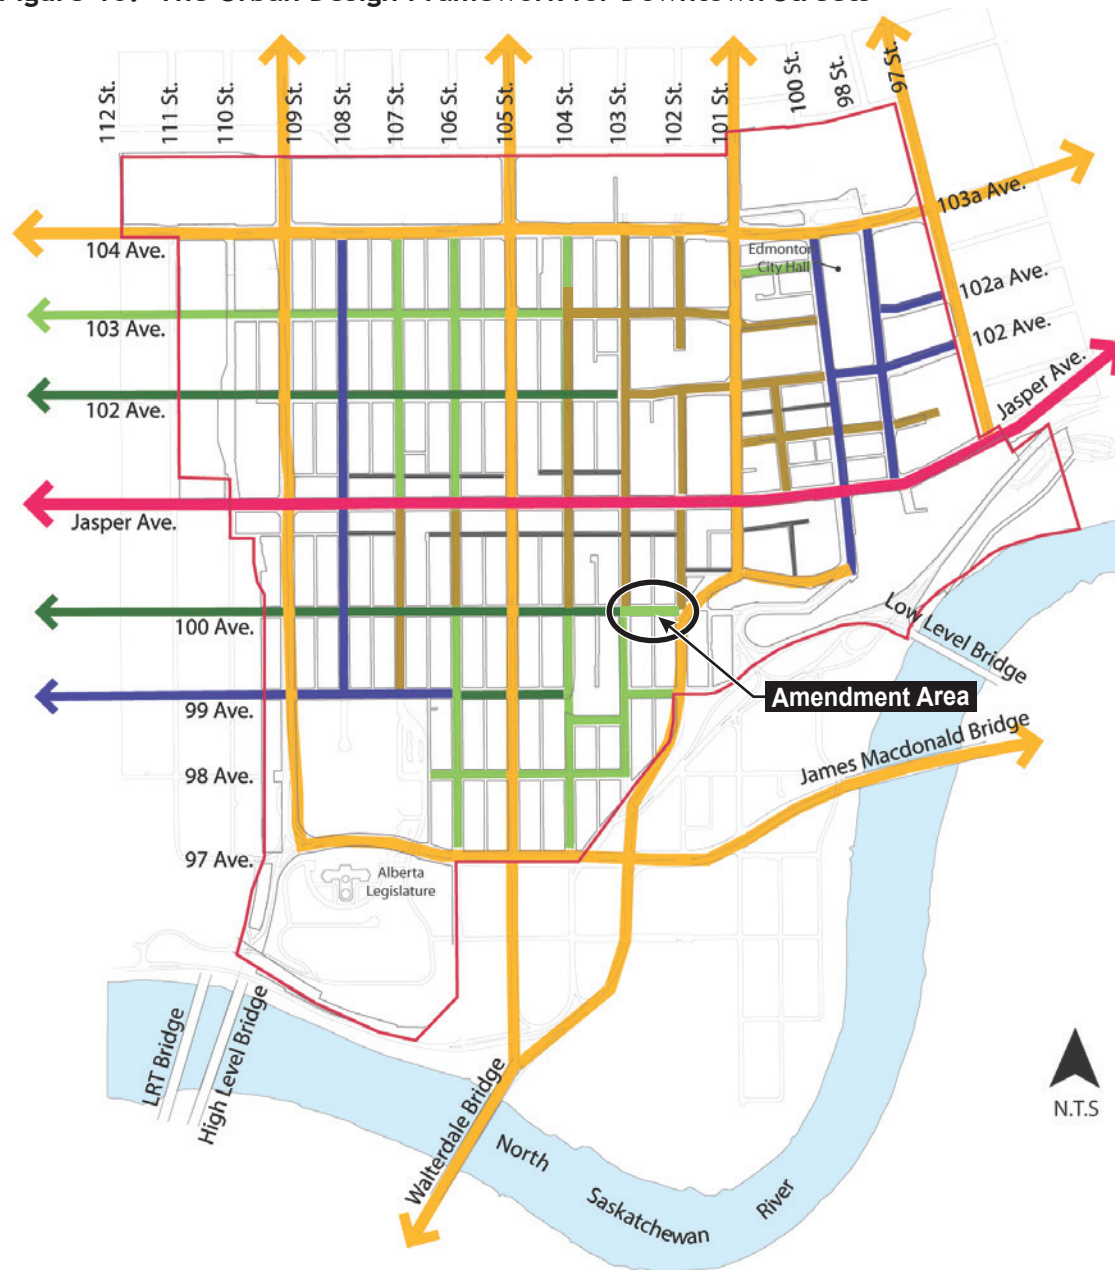 112 St.
111 St.
110 St.
109 St.
108 St.
107 St.
106 St.
105 St.
104 St.
103 St.
102 St.
101 St.
100 St.
98 St.
97 St.
103a Ave.
104 Ave.
Edmonton
City Hall
102a Ave.
103 Ave.
102 Ave.
102 Ave.
Jasper Ave.
Jasper Ave.
100 Ave.
Low Level Bridge
Amendment Area
99 Ave.
James Macdonald Bridge
98 Ave.
97 Ave.
Alberta
Legislature
LRT Bridge
High Level Bridge
Walterdale Bridge
North
Saskatchewan
River
N.T.S